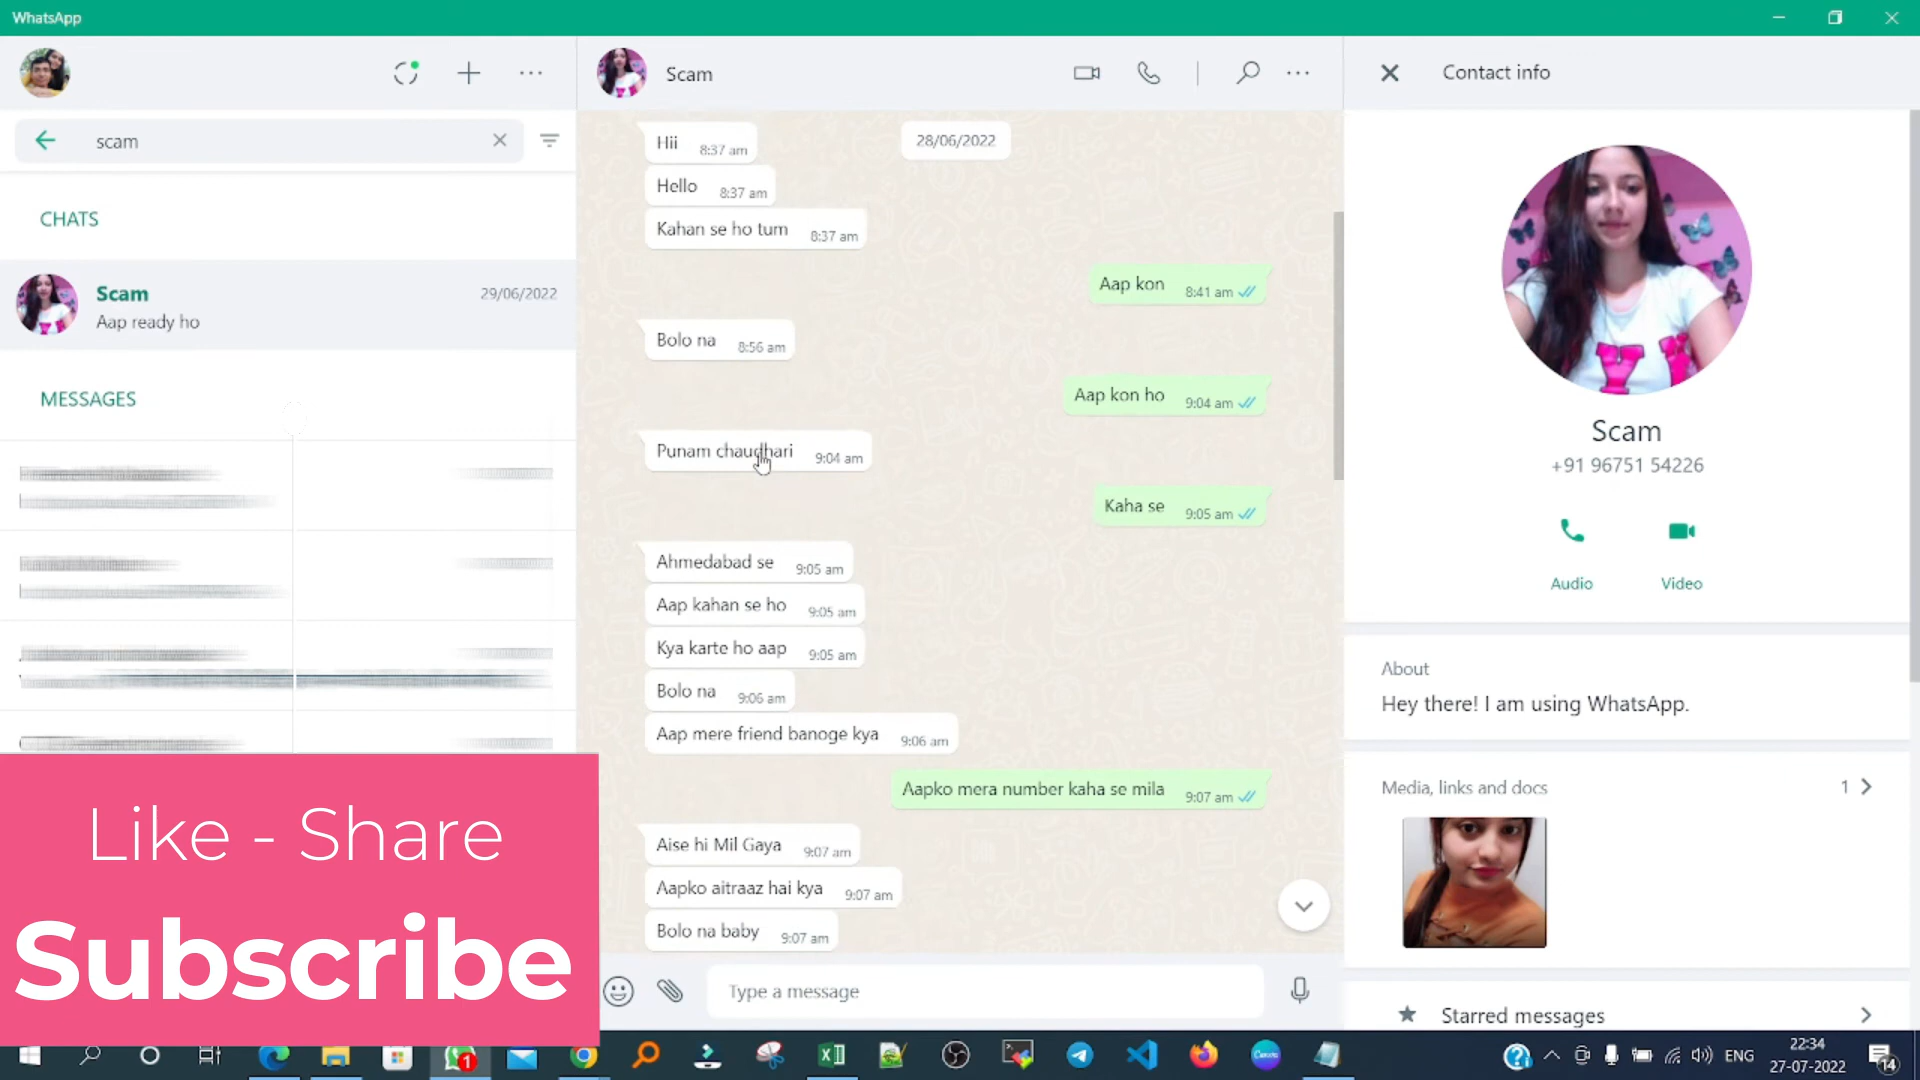 WhatsApp
scam
CHATS
Scam
29/06/2022
Aap ready ho
MESSAGES
Like - Share
Subscribe
Scam
28/06/2022
Hii 8:37 am
Hello 8:37 am
Kahan se ho tum 8:37 am
Aap kon 8:41 am
Bolo na 8:56 am
Aap kon ho 9:04 am
Punam chaudhari 9:04 am
Kaha se 9:05 am
Ahmedabad se 9:05 am
Aap kahan se ho 9:05 am
Kya karte ho aap 9:05 am
Bolo na 9:06 am
Aap mere friend banoge kya 9:06 am
Aapko mera number kaha se mila 9:07 am
Aise hi Mil Gaya 9:07 am
Aapko aitraaz hai kya 9:07 am
Bolo na baby 9:07 am
Type a message
Contact info
Scam
+91 96751 54226
Audio Video
About
Hey there! I am using WhatsApp.
Media, links and docs 1
Starred messages
1
Canva
ENG
22:34
27-07-2022
14